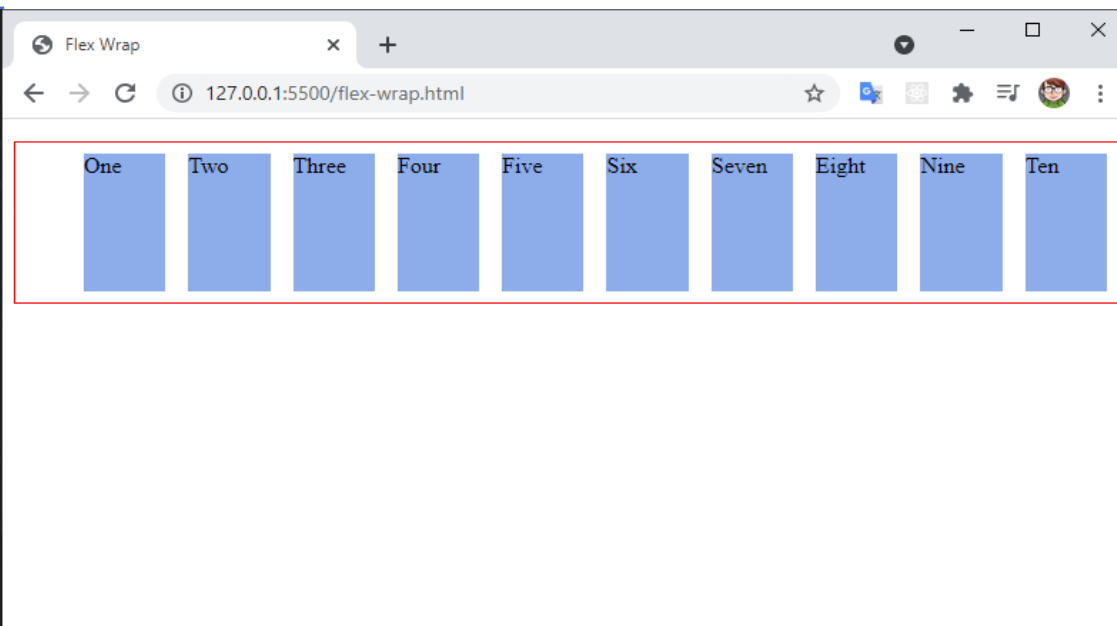 Flex Wrap
127.0.0.1:5500/flex-wrap.html
One Two Three Four Five Six Seven Eight Nine Ten